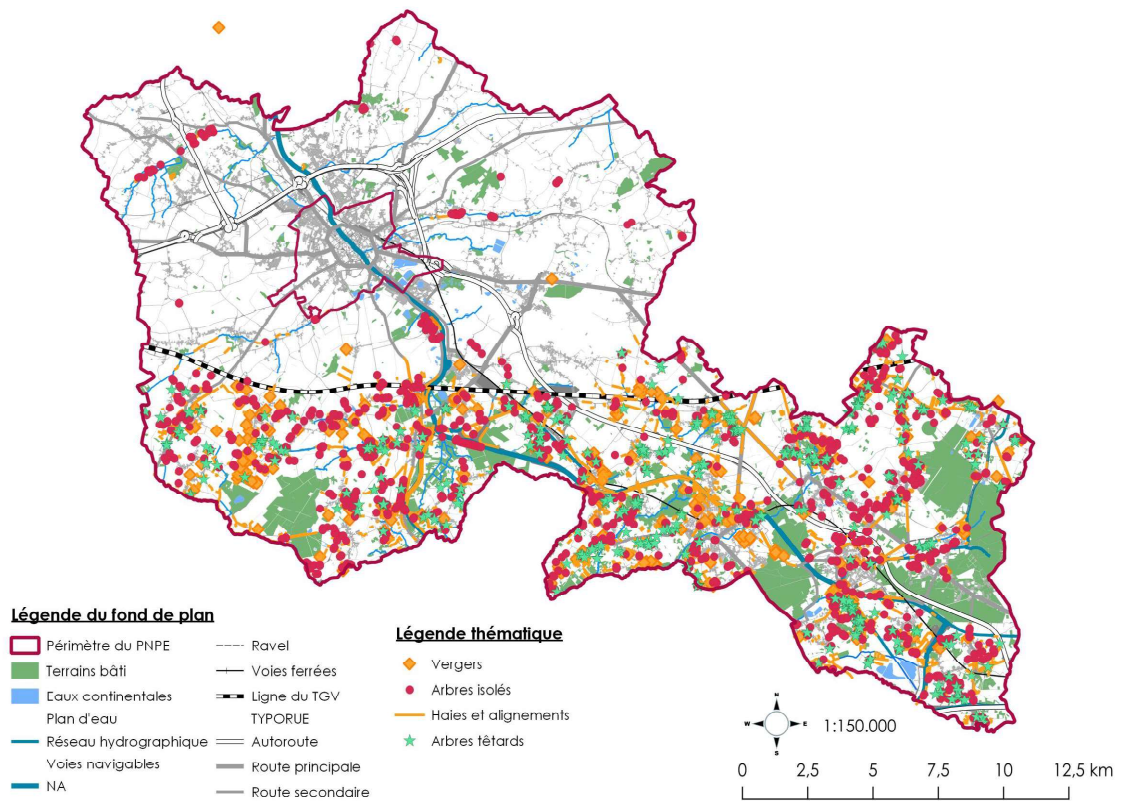 Légende du fond de plan
Périmètre du PNPE
Terrains bâti
Eaux continentales
Plan d'eau
Réseau hydrographique
Voies navigables
NA
Ravel
Voies ferrées
Ligne du TGV
TYPORUE
Autoroute
Route principale
Route secondaire
Légende thématique
Vergers
Arbres isolés
Haies et alignements
Arbres têtards
N
W E
S
1:150.000
0 2,5 5 7,5 10 12,5 km